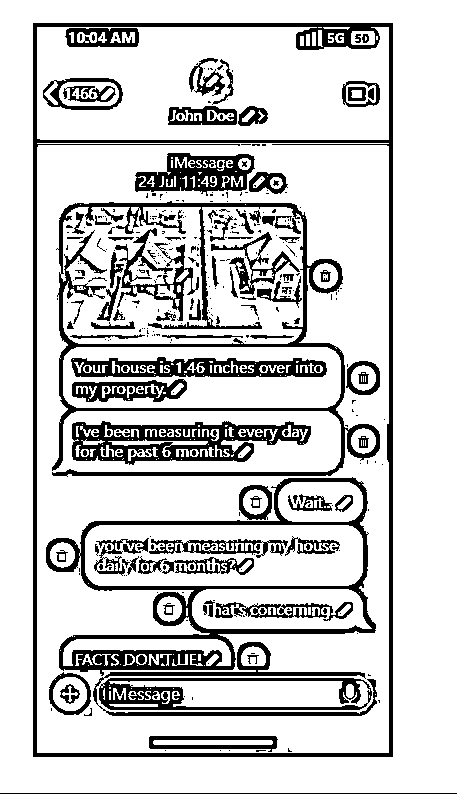 10:04 AM
5G 50
1466
John Doe
iMessage
24 Jul 11:49 PM
Your house is 1.46 inches over into
my property.
I've been measuring it every day
for the past 6 months.
Wait..
you've been measuring my house
daily for 6 months?
That's concerning.
FACTS DON'T LIE!
iMessage